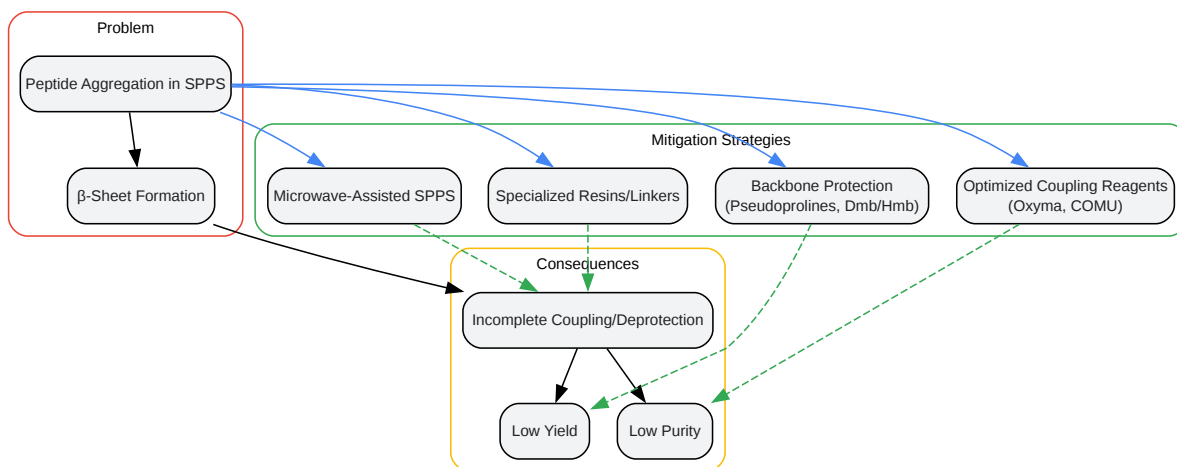 Problem
Peptide Aggregation in SPPS
β-Sheet Formation
Mitigation Strategies
Microwave-Assisted SPPS
Specialized Resins/Linkers
Backbone Protection
(Pseudoprolines, Dmb/Hmb)
Optimized Coupling Reagents
(Oxyma, COMU)
Consequences
Incomplete Coupling/Deprotection
Low Yield
Low Purity